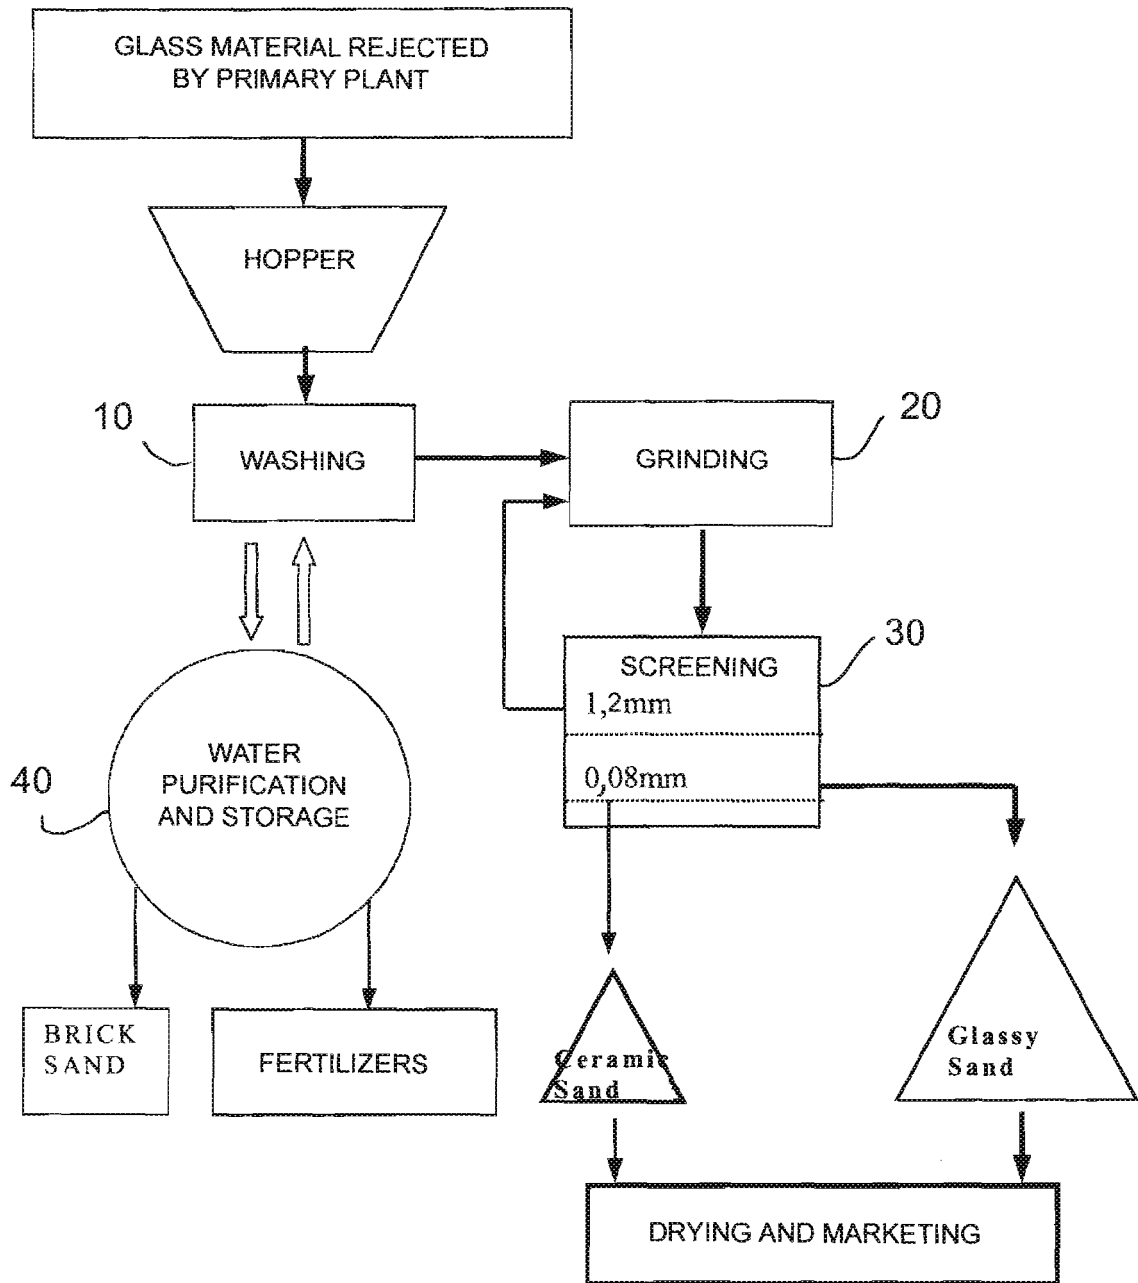 GLASS MATERIAL REJECTED
BY PRIMARY PLANT
HOPPER
10
WASHING
GRINDING
20
30
SCREENING
1,2mm
0,08mm
40
WATER
PURIFICATION
AND STORAGE
BRICK
SAND
FERTILIZERS
Ceramic
Sand
Glassy
Sand
DRYING AND MARKETING